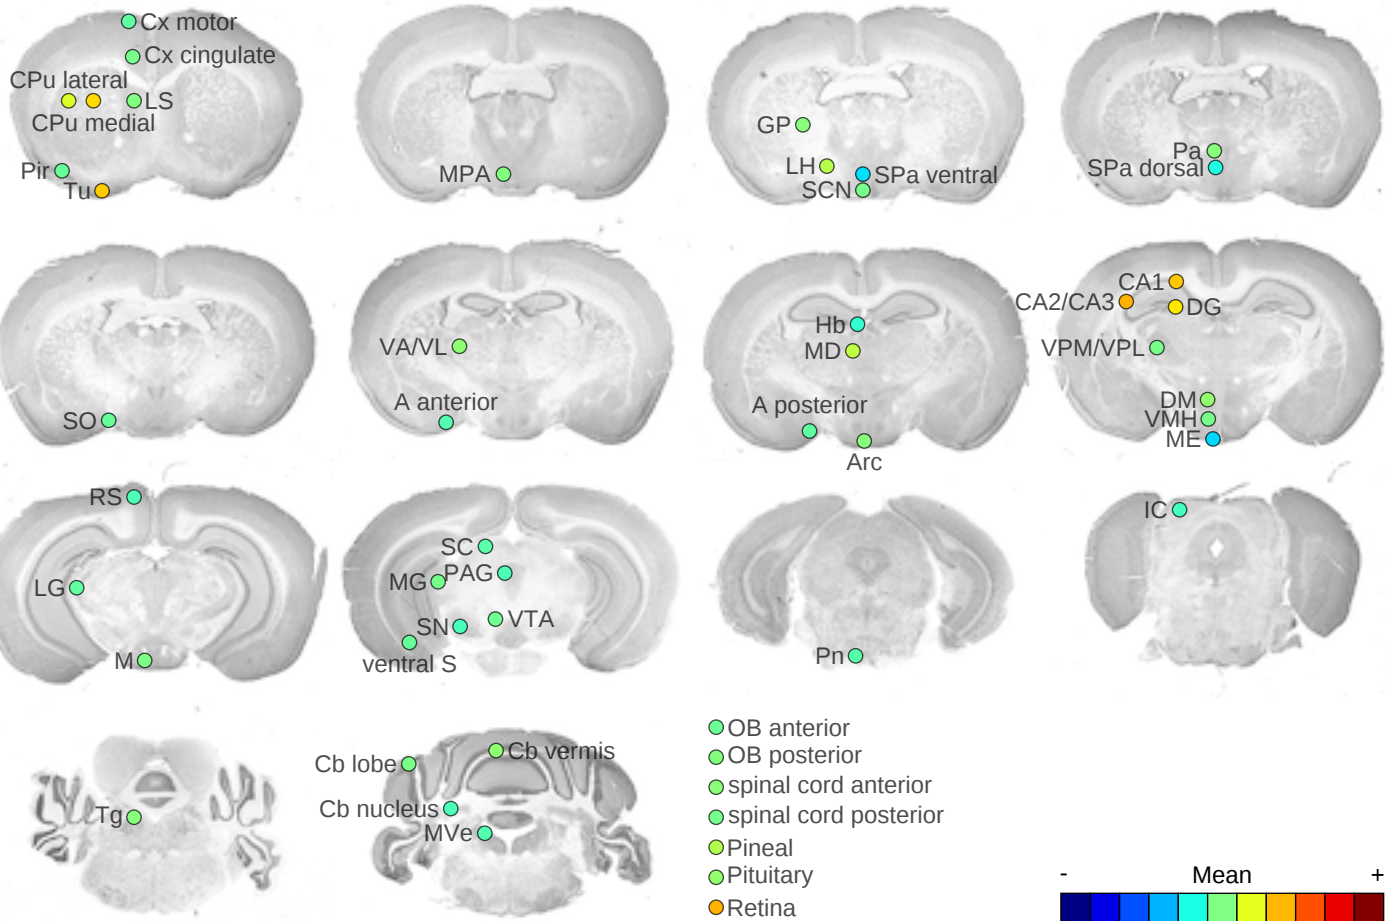 Cx motor
Cx cingulate
CPu lateral
LS
CPu medial
Pir
Tu
MPA
GP
LH
SPa ventral
SCN
Pa
SPa dorsal
SO
VA/VL
A anterior
Hb
MD
A posterior
Arc
CA1
CA2/CA3
DG
VPM/VPL
DM
VMH
ME
RS
LG
M
SC
PAG
MG
VTA
SN
ventral S
Pn
IC
Tg
Cb vermis
Cb lobe
Cb nucleus
MVe
OB anterior
OB posterior
spinal cord anterior
spinal cord posterior
Pineal
Pituitary
Retina
- Mean +